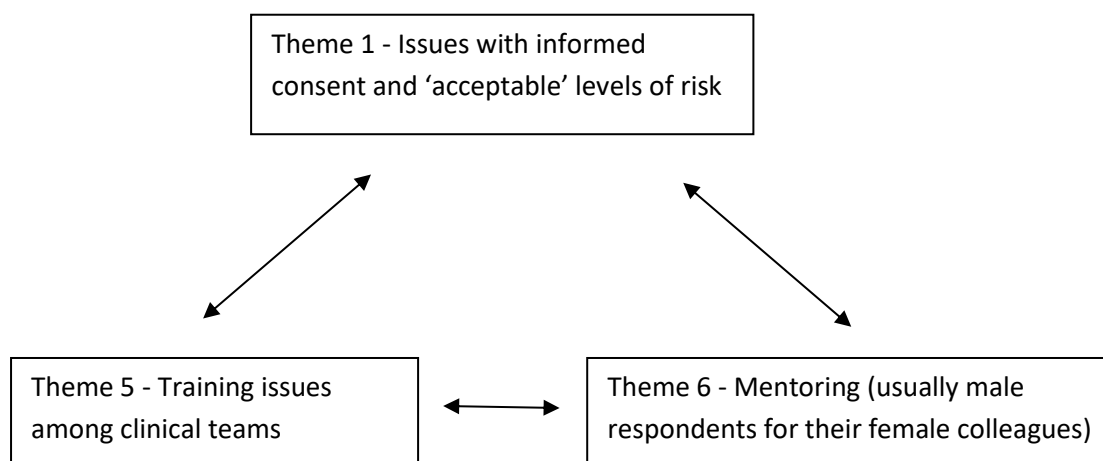 Theme 1 - Issues with informed
consent and ‘acceptable’ levels of risk
Theme 5 - Training issues
among clinical teams
Theme 6 - Mentoring (usually male
respondents for their female colleagues)